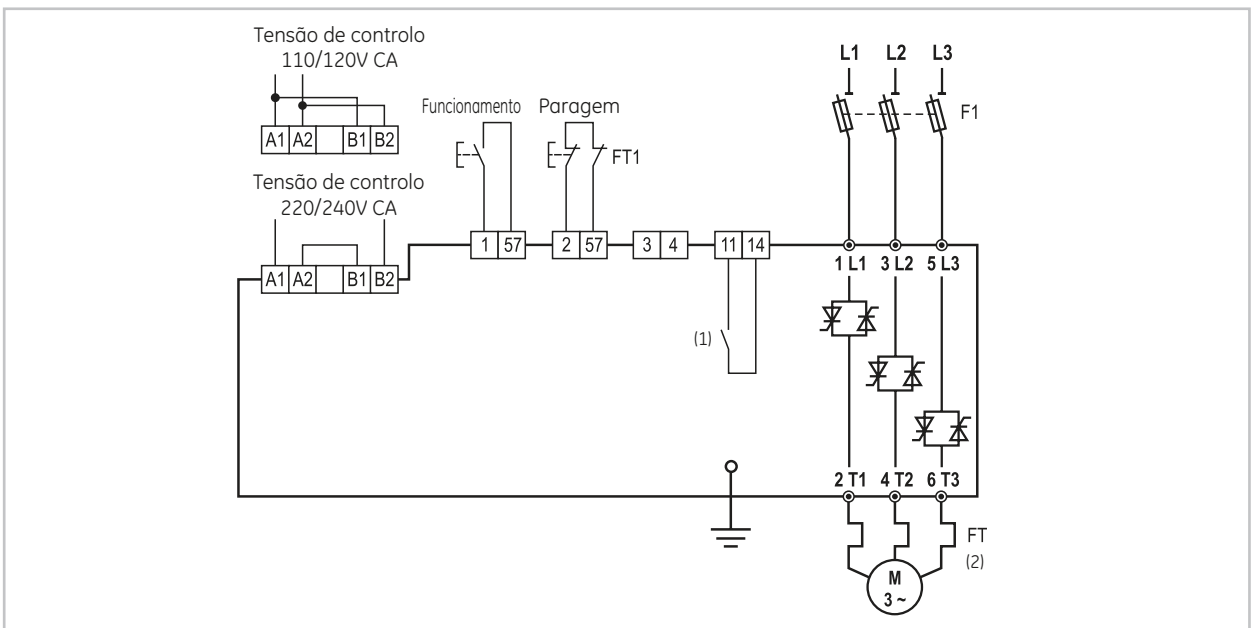 Tensão de controlo
110/120V CA
A1 A2 B1 B2
Tensão de controlo
220/240V CA
A1 A2 B1 B2
Funcionamento
Paragem
FT1
1 57
2 57
3 4
11 14
(1)
L1 L2 L3
F1
1 L1 3 L2 5 L3
2 T1 4 T2 6 T3
FT
(2)
M
3 ~